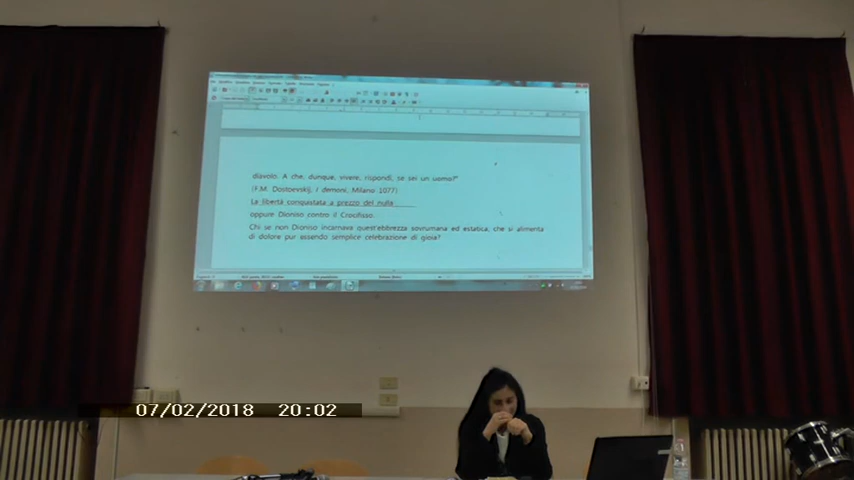 diavolo. A che, dunque, vivere, rispondi, se sei un uomo?"
(F.M. Dostoevskij, I demoni, Milano 1077)
La libertà conquistata a prezzo del nulla
oppure Dioniso contro il Crocifisso.
Chi se non Dioniso incarnava quest'ebbrezza sovrumana ed estatica, che si alimenta
di dolore pur essendo semplice celebrazione di gioia?
07/02/2018 20:02